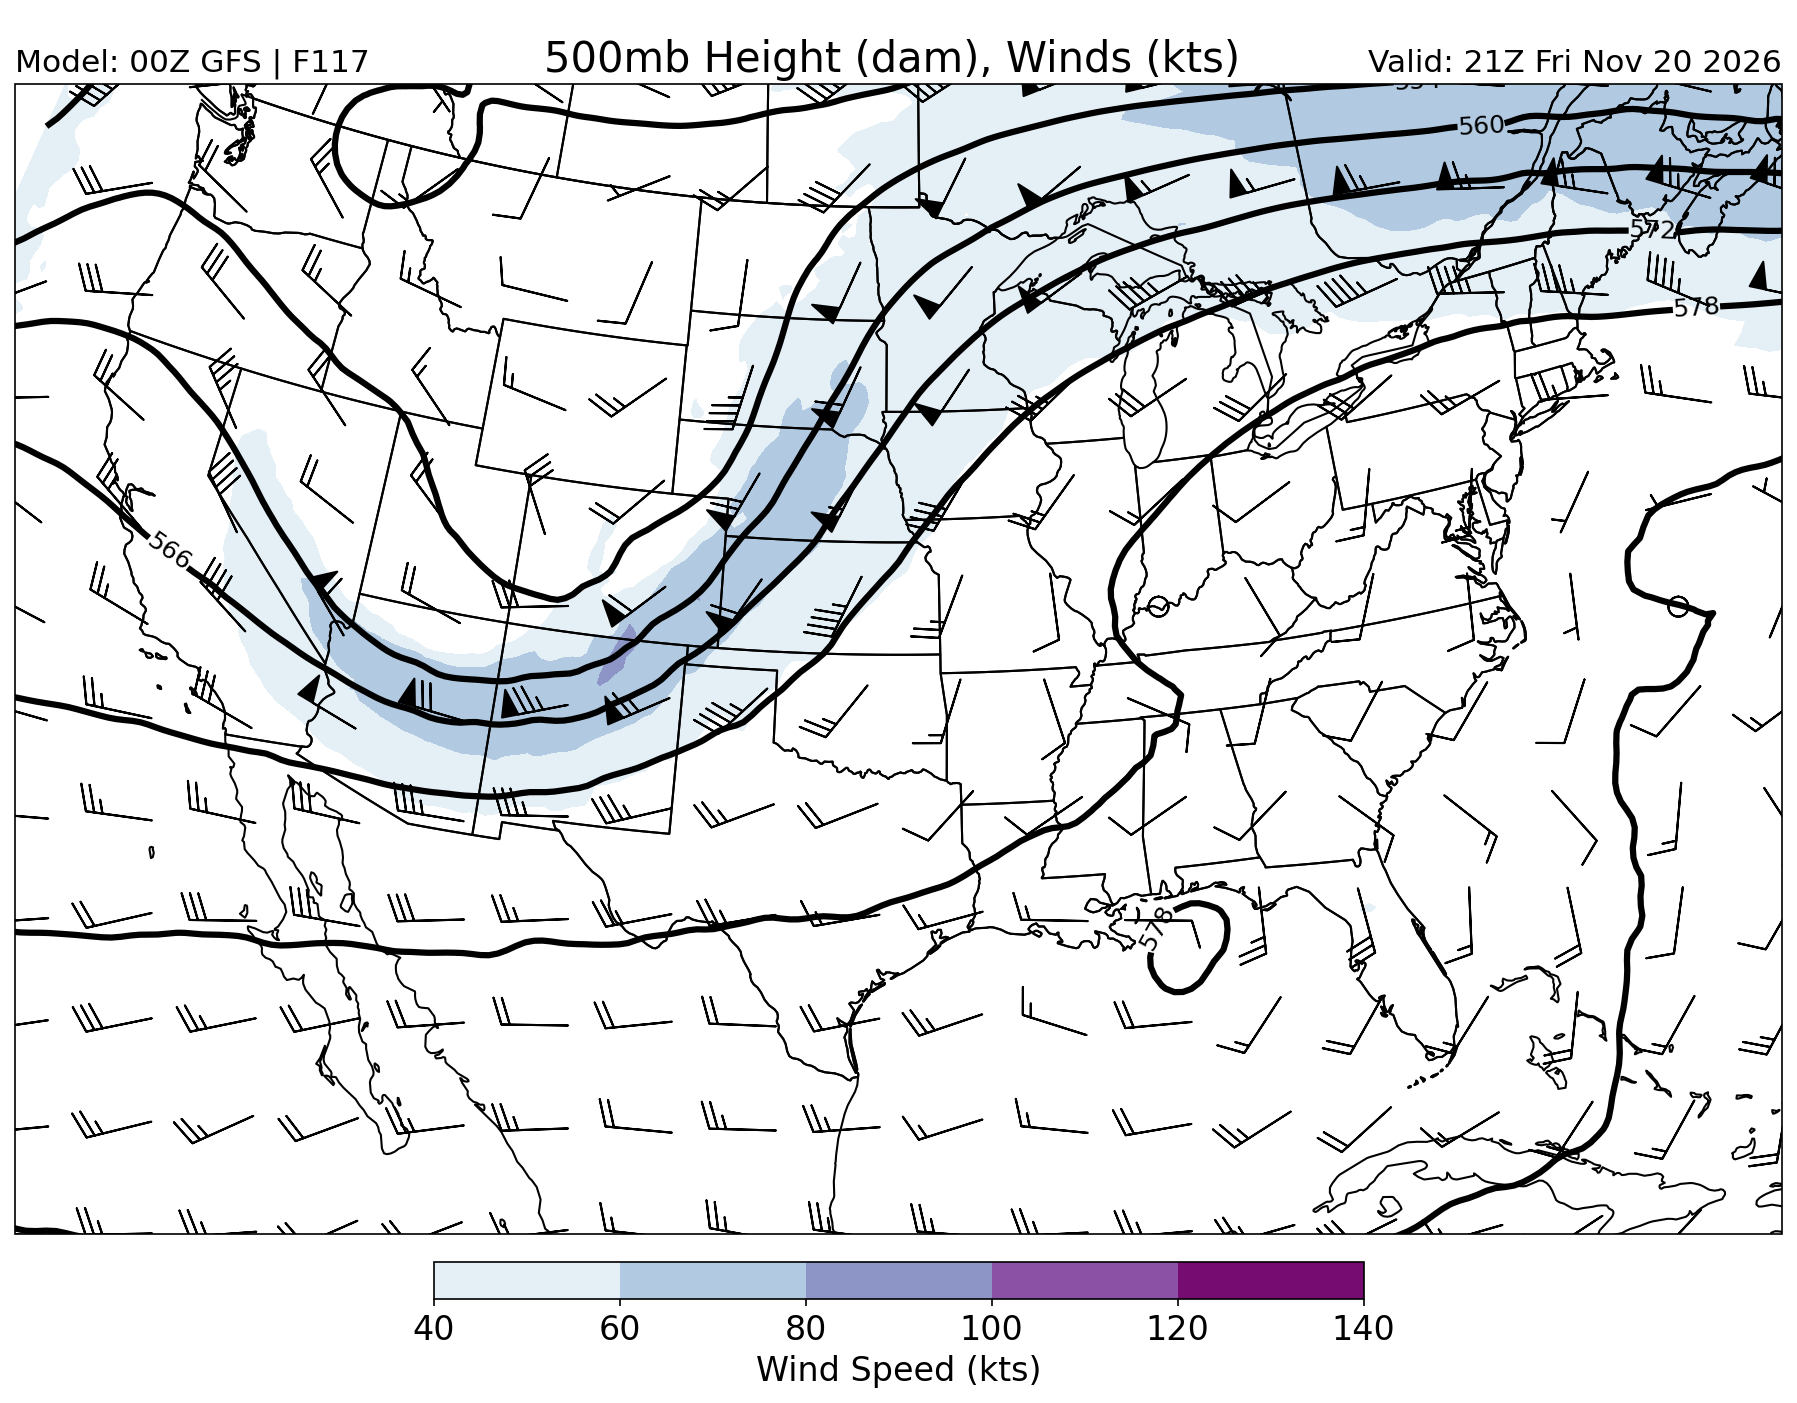 Model: 00Z GFS | F117
500mb Height (dam), Winds (kts)
Valid: 21Z Fri Nov 20 2026
560
572
578
566
578
40 60 80 100 120 140
Wind Speed (kts)